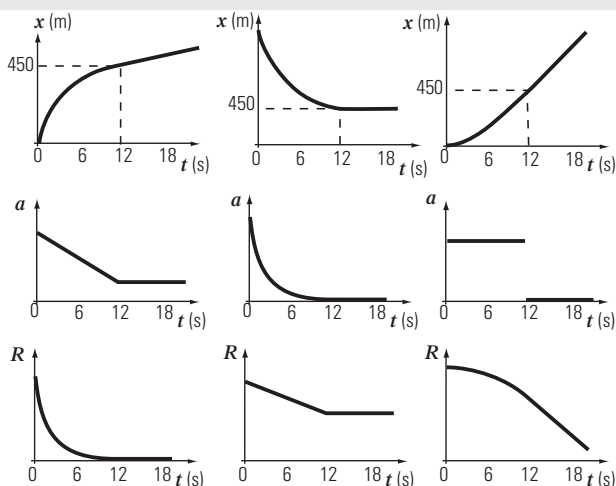 x (m) x (m) x (m)
450 450 450
0 6 12 18 t (s) 0 6 12 18 t (s) 0 6 12 18 t (s)
a a a
0 6 12 18 t (s) 0 6 12 18 t (s) 0 6 12 18 t (s)
R R R
0 6 12 18 t (s) 0 6 12 18 t (s) 0 6 12 18 t (s)